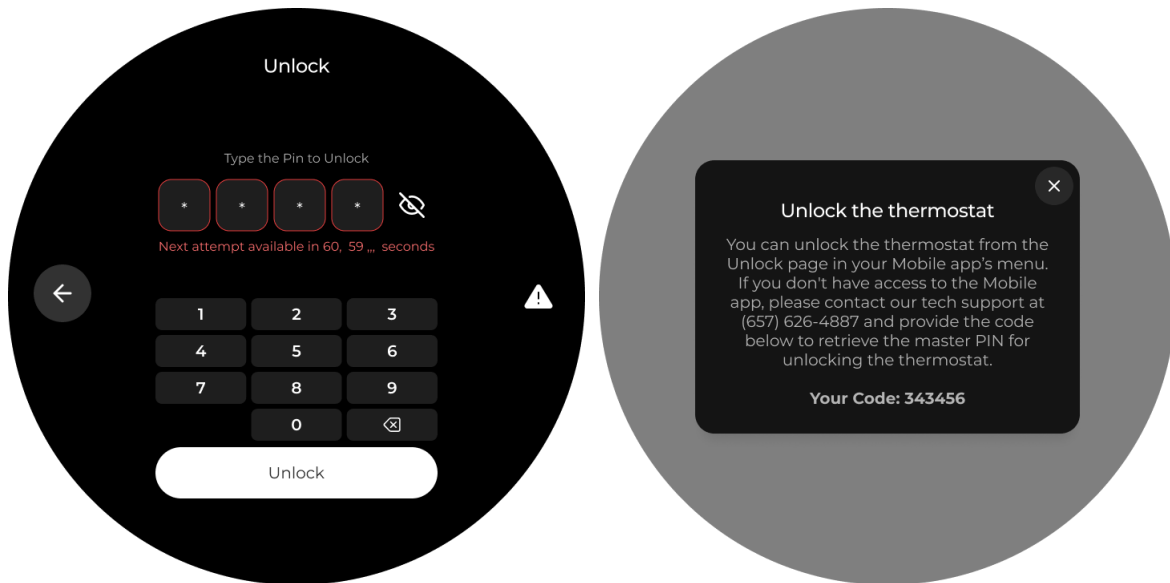 Unlock
Type the Pin to Unlock
* * * *
Next attempt available in 60, 59 ,,, seconds
1 2 3
4 5 6
7 8 9
0
Unlock
Unlock the thermostat
You can unlock the thermostat from the
Unlock page in your Mobile app's menu.
If you don't have access to the Mobile
app, please contact our tech support at
(657) 626-4887 and provide the code
below to retrieve the master PIN for
unlocking the thermostat.
Your Code: 343456